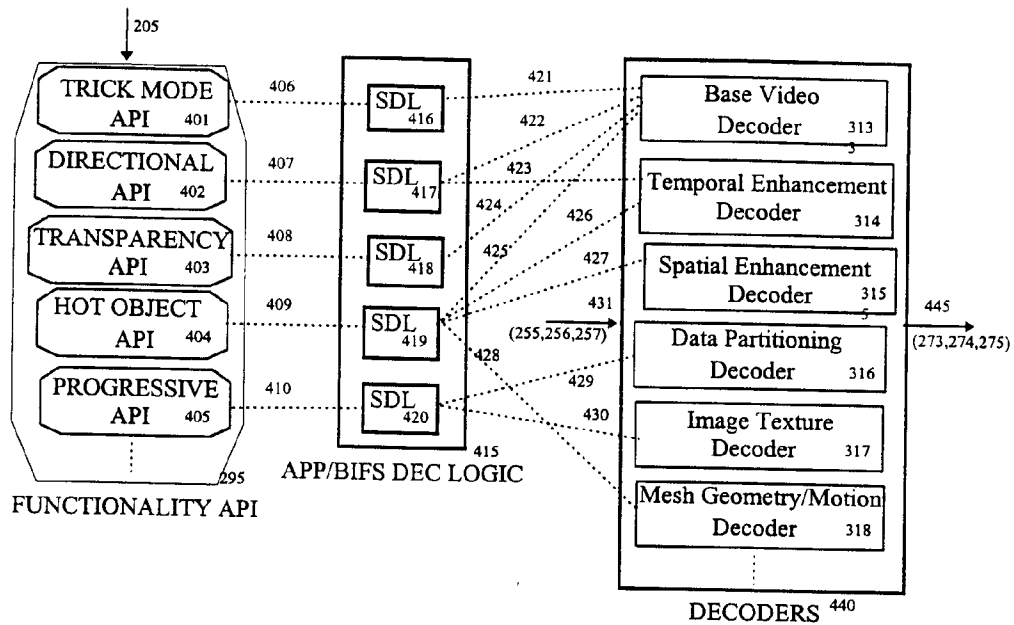 205
TRICK MODE
API 401
406
SDL
416
421
Base Video
Decoder 313
3
DIRECTIONAL
API 402
407
SDL
417
422
423
Temporal Enhancement
Decoder 314
TRANSPARENCY
API 403
408
SDL
418
424
425
426
427
Spatial Enhancement
Decoder 315
5
HOT OBJECT
API 404
409
SDL
419
431
(255,256,257)
445
(273,274,275)
428
Data Partitioning
Decoder 316
PROGRESSIVE
API 405
410
SDL
420
429
430
Image Texture
Decoder 317
415
APP/BIFS DEC LOGIC
295
FUNCTIONALITY API
Mesh Geometry/Motion
Decoder 318
DECODERS 440